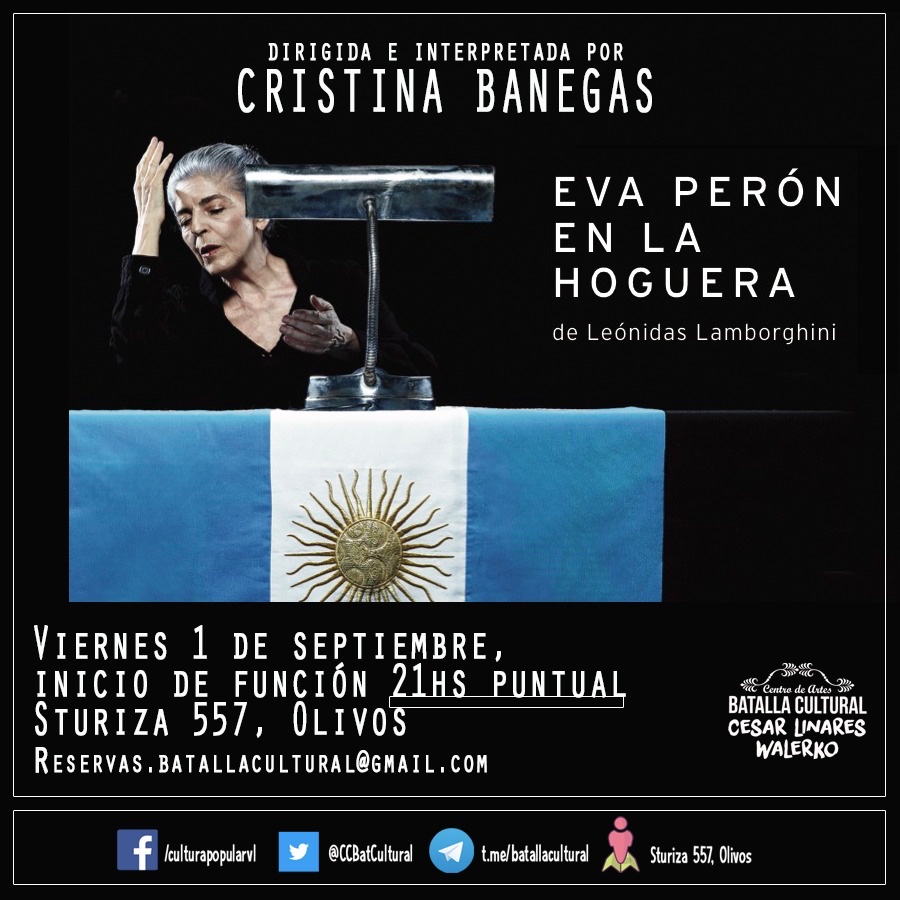 DIRIGIDA E INTERPRETADA POR
CRISTINA BANEGAS
EVA PERÓN
EN LA
HOGUERA
de Leónidas Lamborghini
VIERNES 1 DE SEPTIEMBRE,
INICIO DE FUNCIÓN 21HS PUNTUAL
STURIZA 557, OLIVOS
RESERVAS.BATALLACULTURAL@GMAIL.COM
Centro de Artes
BATALLA CULTURAL
CESAR LINARES
WALERKO
/culturapopularvl
@CCBatCultural
t.me/batallacultural
Sturiza 557, Olivos